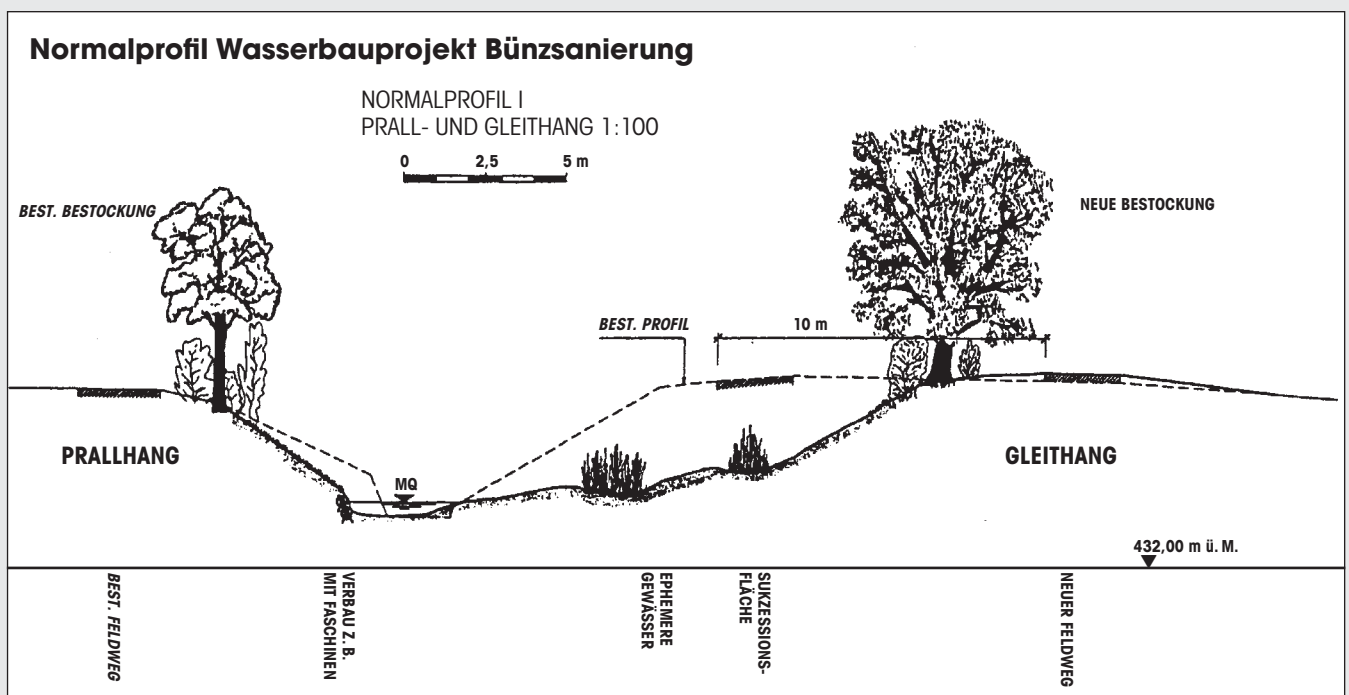 Normalprofil Wasserbauprojekt Bünzsanierung
NORMALPROFIL I
PRALL- UND GLEITHANG 1:100
0 2,5 5 m
BEST. BESTOCKUNG
NEUE BESTOCKUNG
BEST. PROFIL
10 m
PRALLHANG
GLEITHANG
MQ
432,00 m ü. M.
BEST. FELDWEG
VERBAU Z. B.
MIT FASCHINEN
EPHEMERE
GEWÄSSER
SUKZESSIONS-
FLÄCHE
NEUER FELDWEG